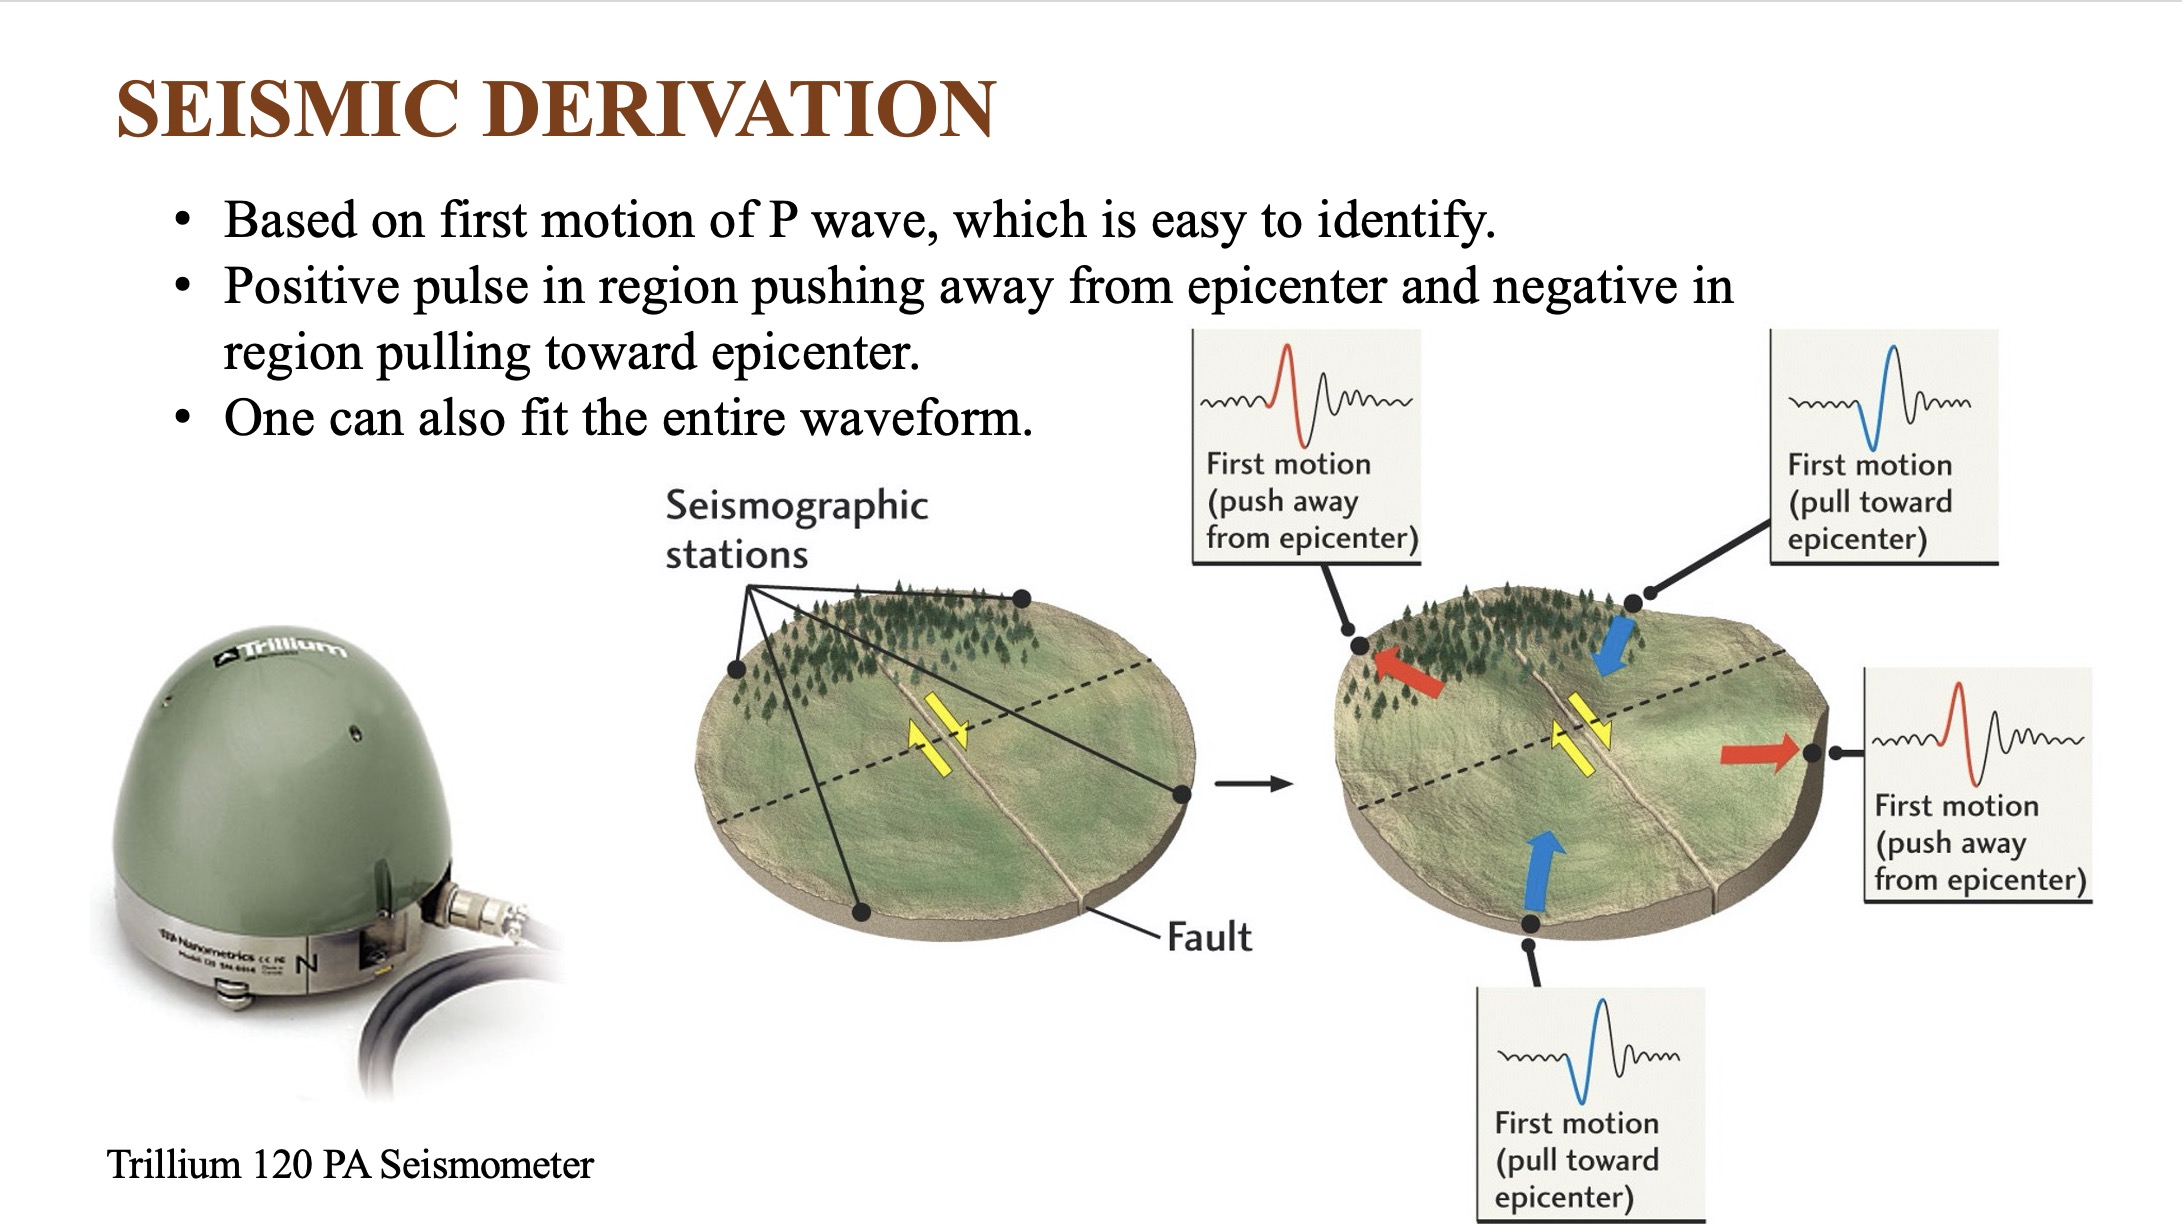 SEISMIC DERIVATION
• Based on first motion of P wave, which is easy to identify.
• Positive pulse in region pushing away from epicenter and negative in
region pulling toward epicenter.
• One can also fit the entire waveform.
Seismographic
stations
First motion
(push away
from epicenter)
First motion
(pull toward
epicenter)
Fault
First motion
(push away
from epicenter)
First motion
(pull toward
epicenter)
Trillium
Nanometrics
N
Trillium 120 PA Seismometer